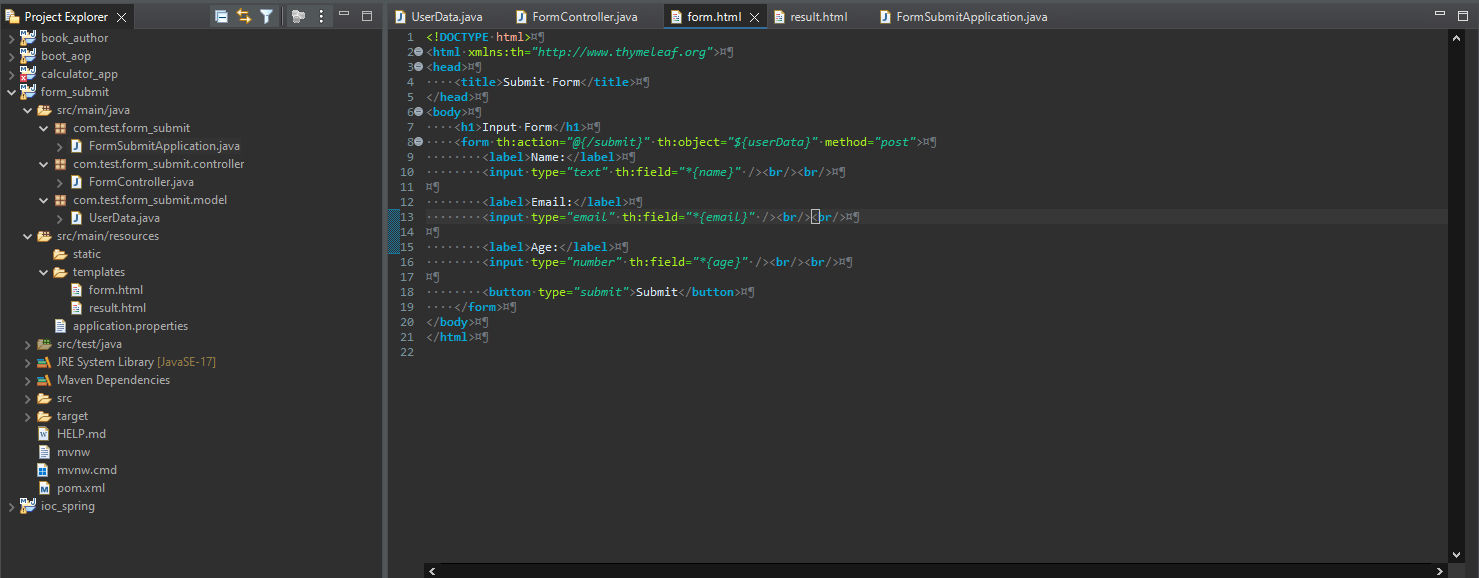 Project Explorer
book_author
boot_aop
calculator_app
form_submit
src/main/java
com.test.form_submit
FormSubmitApplication.java
com.test.form_submit.controller
FormController.java
com.test.form_submit.model
UserData.java
src/main/resources
static
templates
form.html
result.html
application.properties
src/test/java
JRE System Library [JavaSE-17]
Maven Dependencies
src
target
HELP.md
mvnw
mvnw.cmd
pom.xml
ioc_spring
UserData.java FormController.java form.html result.html FormSubmitApplication.java
1 <!DOCTYPE·html>¤¶
2 <html·xmlns:th="http://www.thymeleaf.org">¤¶
3 <head>¤¶
4 ····<title>Submit·Form</title>¤¶
5 </head>¤¶
6 <body>¤¶
7 ····<h1>Input·Form</h1>¤¶
8 ····<form·th:action="@{/submit}"·th:object="${userData}"·method="post">¤¶
9 ········<label>Name:</label>¤¶
10 ········<input·type="text"·th:field="*{name}"·/><br/><br/>¤¶
11 ¤¶
12 ········<label>Email:</label>¤¶
13 ········<input·type="email"·th:field="*{email}"·/><br/><br/>¤¶
14 ¤¶
15 ········<label>Age:</label>¤¶
16 ········<input·type="number"·th:field="*{age}"·/><br/><br/>¤¶
17 ¤¶
18 ········<button·type="submit">Submit</button>¤¶
19 ····</form>¤¶
20 </body>¤¶
21 </html>¤¶
22